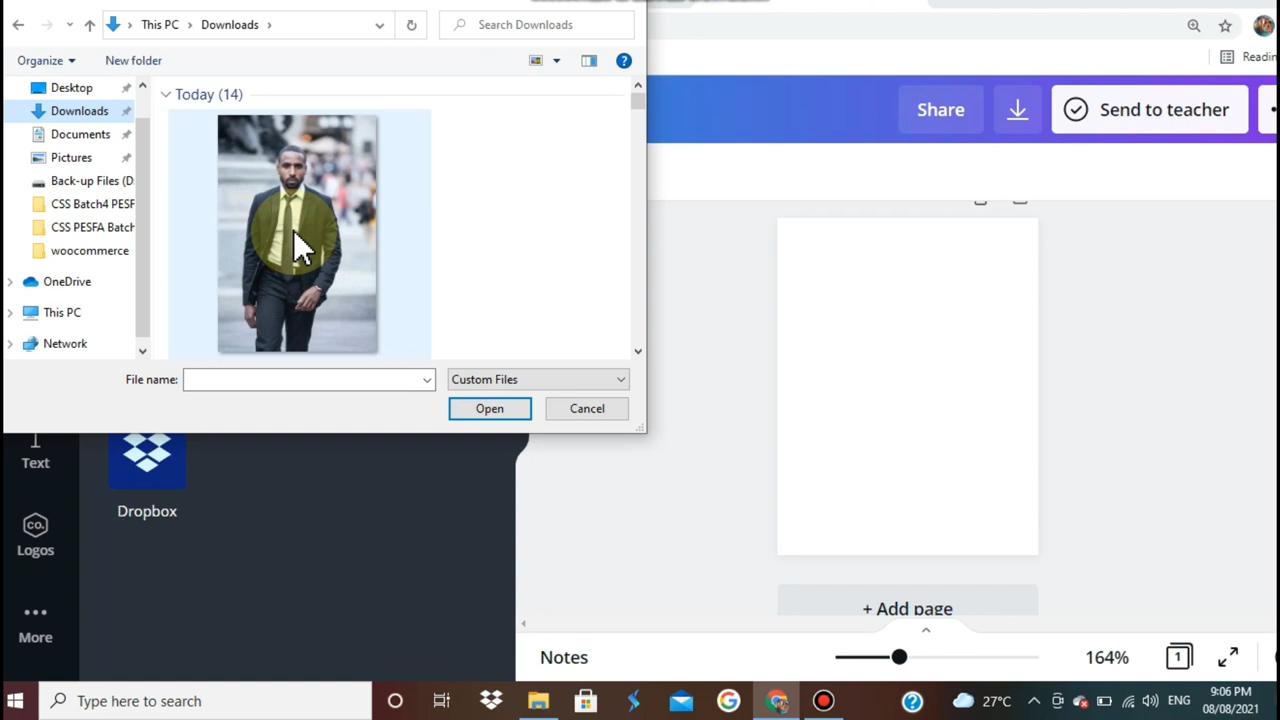 This PC
Downloads
Search Downloads
Organize
New folder
Desktop
Downloads
Documents
Pictures
Back-up Files (D:
CSS Batch4 PESF
CSS PESFA Batch
woocommerce
OneDrive
This PC
Network
Today (14)
File name:
Custom Files
Open
Cancel
Readin
Share
Send to teacher
Text
Dropbox
co.
Logos
More
+ Add page
Notes
164%
1
Type here to search
27°C
ENG
9:06 PM
08/08/2021